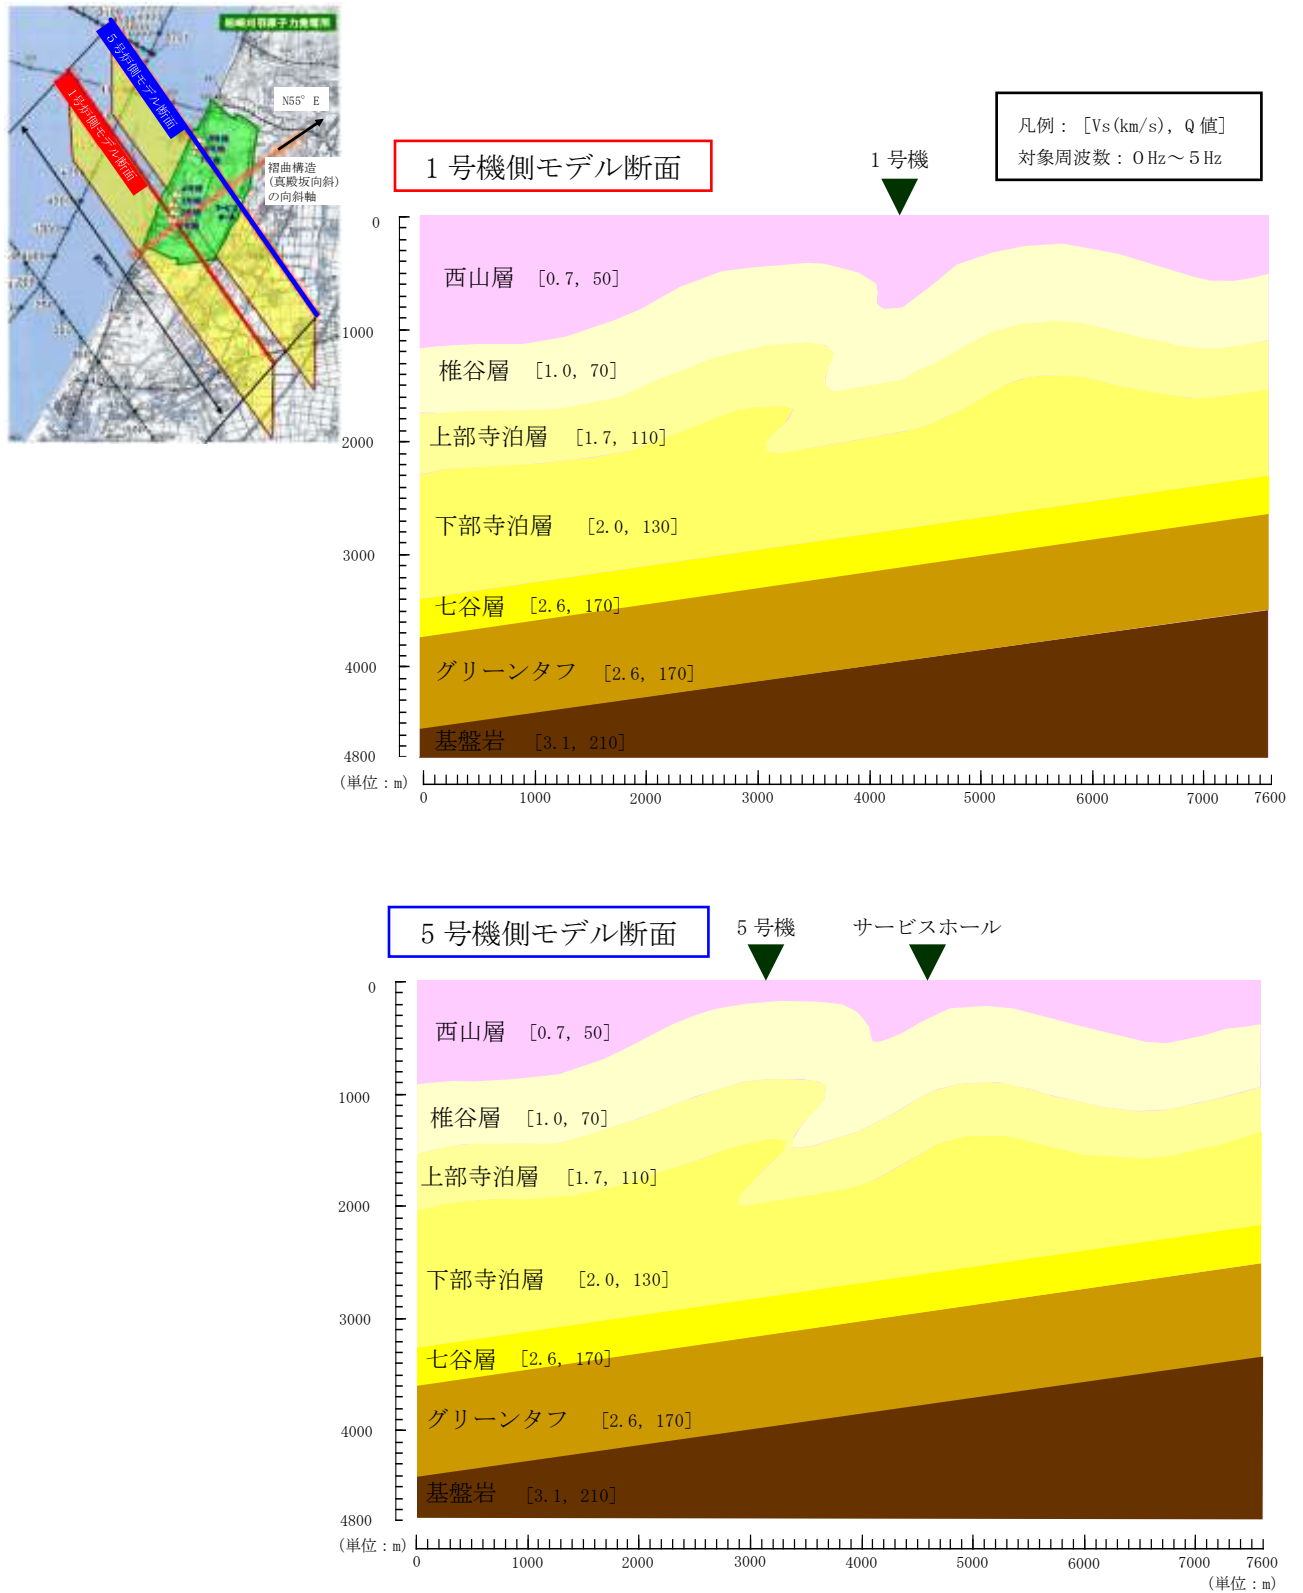 柏崎刈羽原子力発電所
5号炉側モデル断面
1号炉側モデル断面
N55°E
褶曲構造
(真殿坂向斜)
の向斜軸
凡例：［Vs(km/s), Q値］
対象周波数：0Hz～5Hz
1号機側モデル断面
1号機
0
1000
2000
3000
4000
4800
(単位：m)
西山層 ［0.7, 50］
椎谷層 ［1.0, 70］
上部寺泊層 ［1.7, 110］
下部寺泊層 ［2.0, 130］
七谷層 ［2.6, 170］
グリーンタフ ［2.6, 170］
基盤岩 ［3.1, 210］
0 1000 2000 3000 4000 5000 6000 7000 7600
5号機側モデル断面
5号機 サービスホール
0
1000
2000
3000
4000
4800
(単位：m)
西山層 ［0.7, 50］
椎谷層 ［1.0, 70］
上部寺泊層 ［1.7, 110］
下部寺泊層 ［2.0, 130］
七谷層 ［2.6, 170］
グリーンタフ ［2.6, 170］
基盤岩 ［3.1, 210］
0 1000 2000 3000 4000 5000 6000 7000 7600
(単位：m)